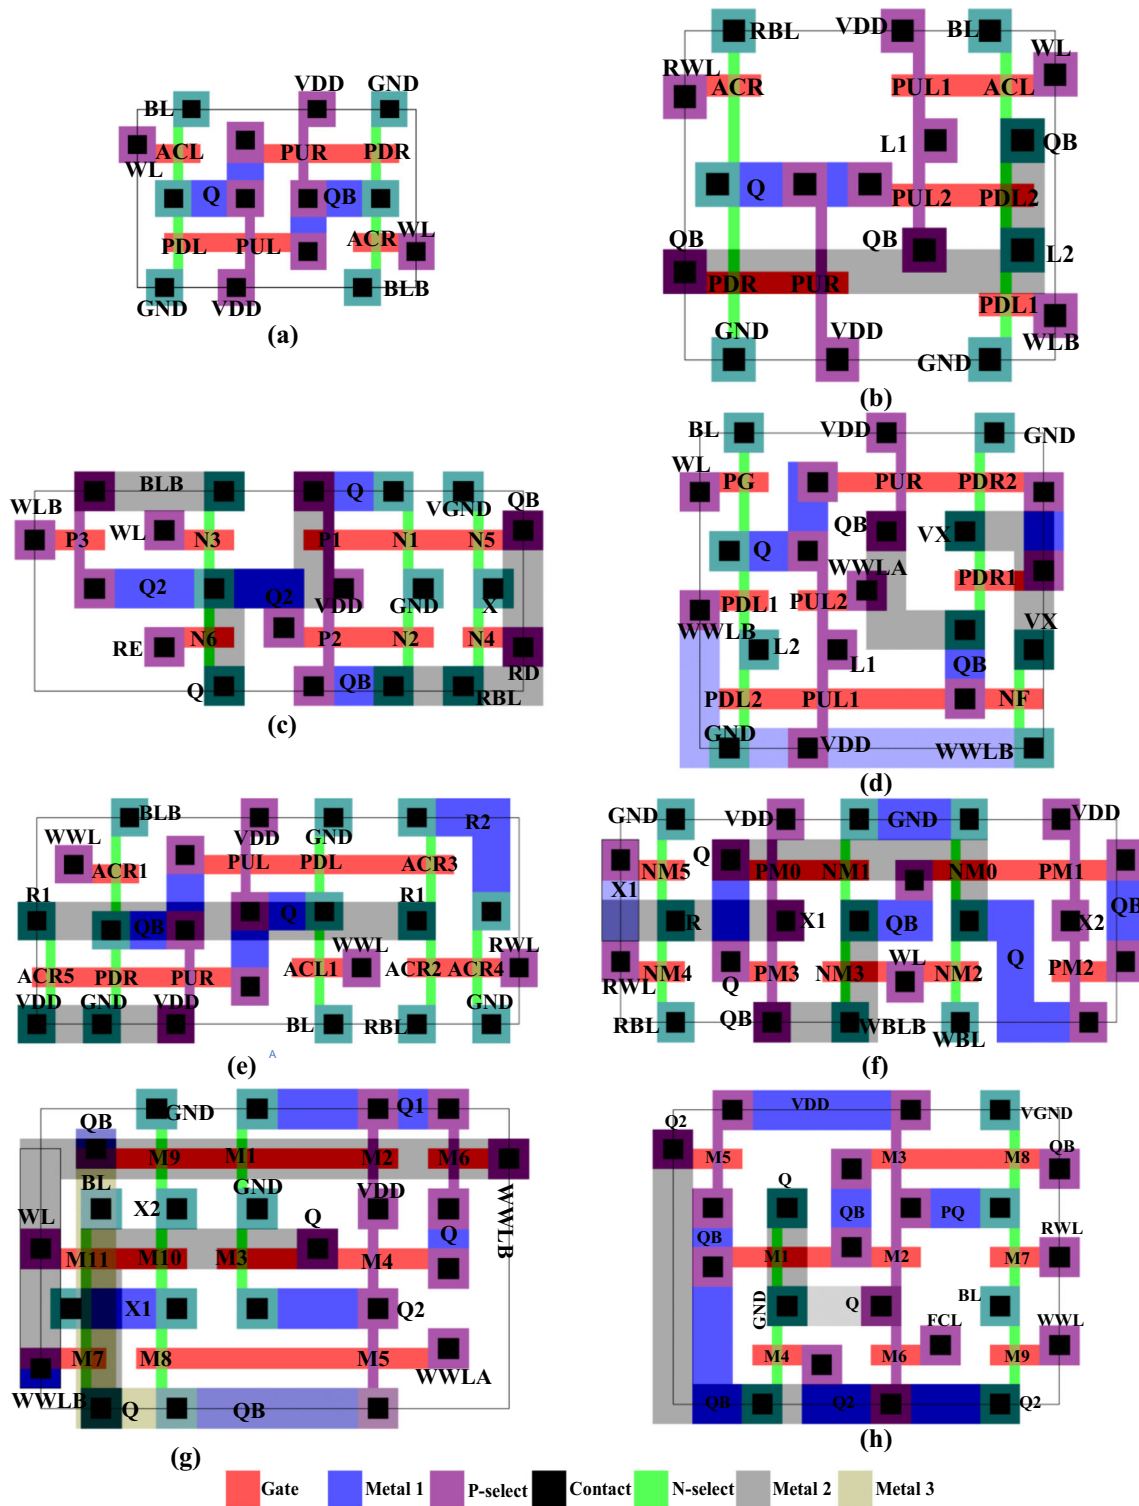 BL VDD GND
ACL PUR PDR
WL
Q QB
PDL PUL ACR WL
GND VDD BLB
(a)
RBL VDD BL
WL
RWL
ACR PUL1 ACL
L1 QB
Q PUL2 PDL2
QB QB L2
PDR PUR
PDL1
GND VDD WLB
GND
(b)
BLB Q VGND QB
WLB
P3 WL N3 P1 N1 N5
Q2 Q2 VDD GND X
RE N6 P2 N2 N4
Q QB RBL RD
(c)
BL VDD GND
WL PG PUR PDR2
QB VX
Q WWLA PDR1
PDL1 PUL2
WWLB VX
L2 L1 QB
PDL2 PUL1 NF
GND VDD WWLB
(d)
BLB R2
WWL VDD GND
ACR1 PUL PDL ACR3
R1 R1
QB Q
WWL RWL
ACR5 PDR PUR ACL1 ACR2 ACR4
VDD GND VDD BL RBL GND
(e)
A
GND VDD GND VDD
Q
X1 NM5 PM0 NM1 NM0 PM1
R X1 QB X2 QB
Q
WL
NM4 PM3 NM3 NM2 PM2
RWL Q
RBL QB WBLB WBL
(f)
QB GND Q1
M9 M1 M2 M6
BL X2 GND VDD
WL Q Q WWLB
M11 M10 M3 M4
X1 Q2
M7 M8 M5
WWLB WWLA
Q QB
(g)
Q2 VDD VGND
QB
M5 M3 M8
Q
QB QB PQ RWL
M1 M2 M7
GND Q BL
FCL WWL
M4 M6 M9
QB Q2 Q2
(h)
Gate Metal 1 P-select Contact N-select Metal 2 Metal 3